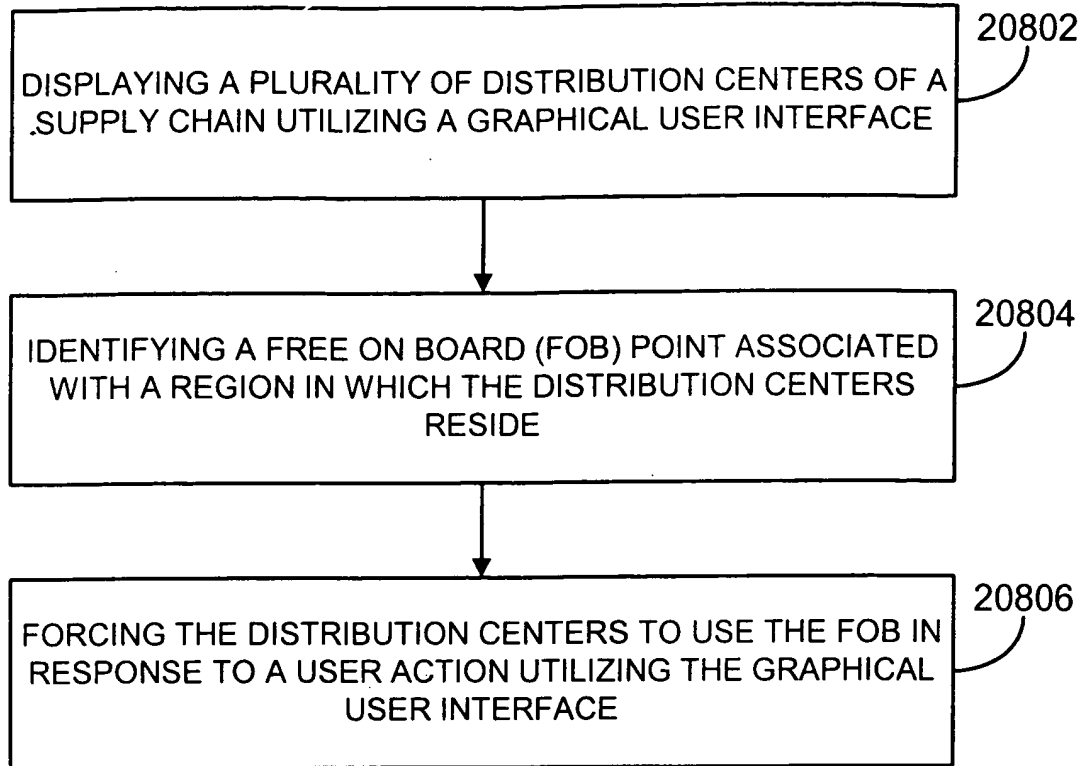 20802
DISPLAYING A PLURALITY OF DISTRIBUTION CENTERS OF A
SUPPLY CHAIN UTILIZING A GRAPHICAL USER INTERFACE
20804
IDENTIFYING A FREE ON BOARD (FOB) POINT ASSOCIATED
WITH A REGION IN WHICH THE DISTRIBUTION CENTERS
RESIDE
20806
FORCING THE DISTRIBUTION CENTERS TO USE THE FOB IN
RESPONSE TO A USER ACTION UTILIZING THE GRAPHICAL
USER INTERFACE